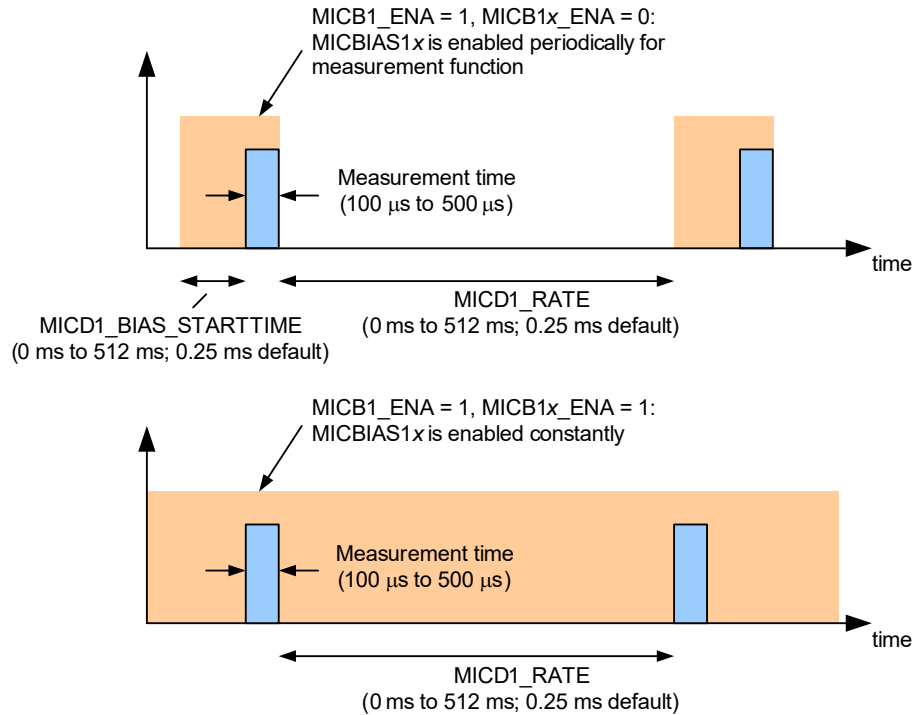 MICB1_ENA = 1, MICB1x_ENA = 0:
MICBIAS1x is enabled periodically for
measurement function
Measurement time
(100 μs to 500 μs)
time
MICD1_BIAS_STARTTIME
(0 ms to 512 ms; 0.25 ms default)
MICD1_RATE
(0 ms to 512 ms; 0.25 ms default)
MICB1_ENA = 1, MICB1x_ENA = 1:
MICBIAS1x is enabled constantly
Measurement time
(100 μs to 500 μs)
time
MICD1_RATE
(0 ms to 512 ms; 0.25 ms default)